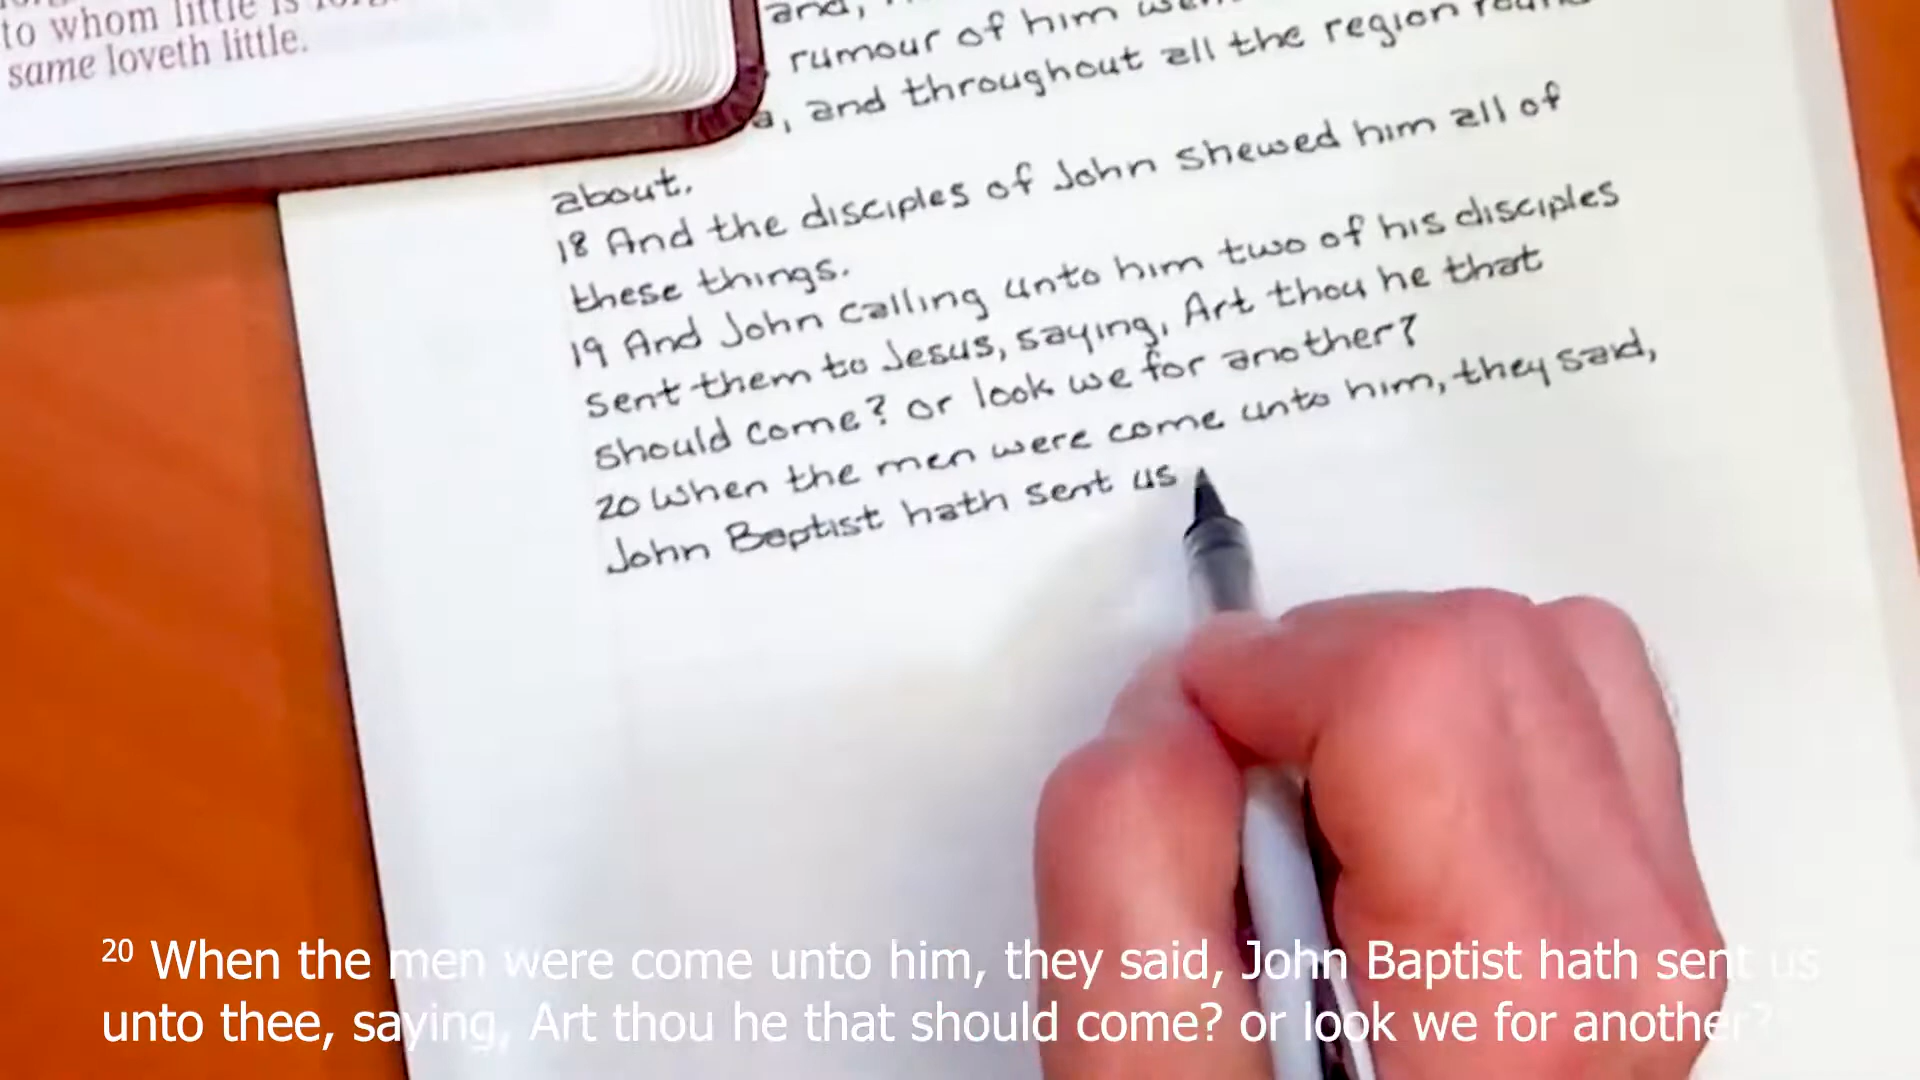 to whom little is
same loveth little.
and,
rumour of him
a, and throughout all the region round
about.
18 And the disciples of John shewed him all of
these things.
19 And John calling unto him two of his disciples
sent them to Jesus, saying, Art thou he that
should come? or look we for another?
20 When the men were come unto him, they said,
John Baptist hath sent us
20 When the men were come unto him, they said, John Baptist hath sent us
unto thee, saying, Art thou he that should come? or look we for another?